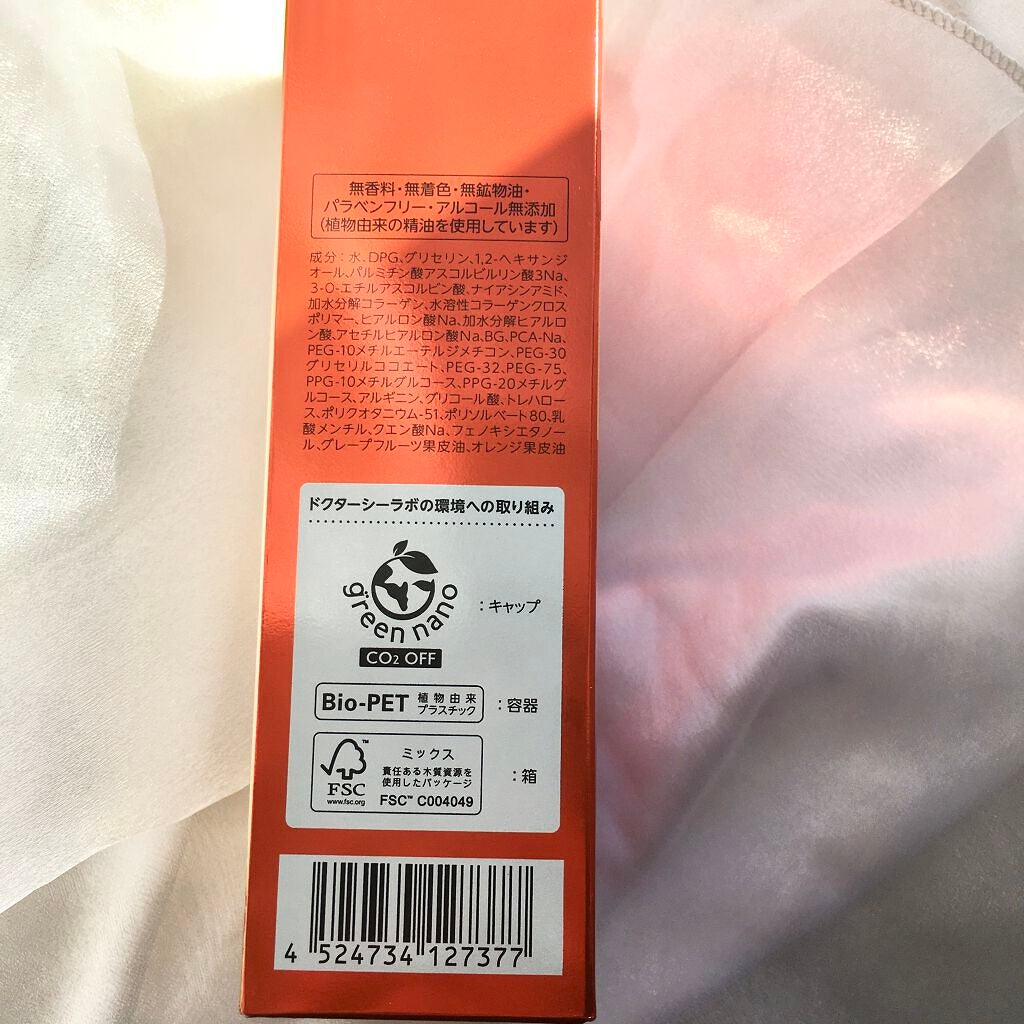 無香料・無着色・無鉱物油・
パラベンフリー・アルコール無添加
(植物由来の精油を使用しています)
成分：水、DPG、グリセリン、1,2-ヘキサンジ
オール、パルミチン酸アスコルビルリン酸3Na、
3-O-エチルアスコルビン酸、ナイアシンアミド、
加水分解コラーゲン、水溶性コラーゲンクロス
ポリマー、ヒアルロン酸Na、加水分解ヒアルロ
ン酸、アセチルヒアルロン酸Na、BG、PCA-Na、
PEG-10メチルエーテルジメチコン、PEG-30
グリセリルココエート、PEG-32、PEG-75、
PPG-10メチルグルコース、PPG-20メチルグ
ルコース、アルギニン、グリコール酸、トレハロー
ス、ポリクオタニウム-51、ポリソルベート80、乳
酸メンチル、クエン酸Na、フェノキシエタノー
ル、グレープフルーツ果皮油、オレンジ果皮油
ドクターシーラボの環境への取り組み
green nano
：キャップ
CO2 OFF
Bio-PET
植物由来
プラスチック
：容器
ミックス
責任ある木質資源を
使用したパッケージ
FSC™ C004049
™
FSC
www.fsc.org
：箱
4 524734 127377